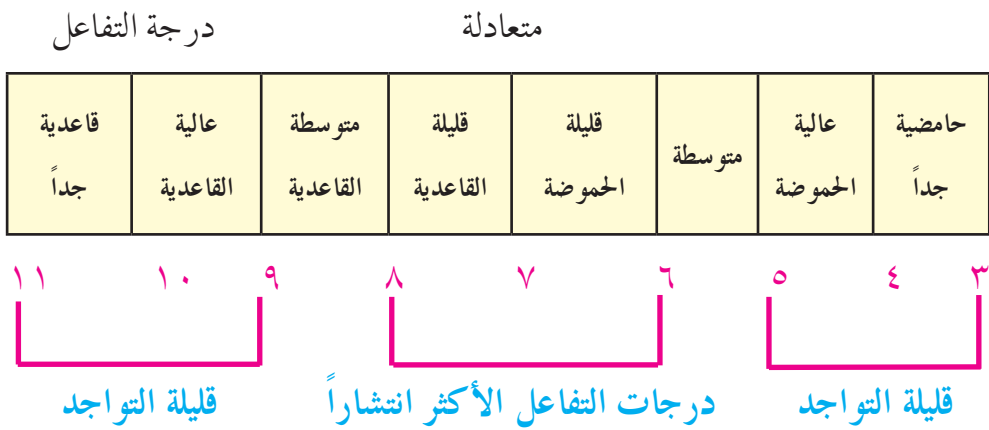 متعادلة درجة التفاعل
حامضية جداً
عالية الحموضة
متوسطة
قليلة الحموضة
قليلة القاعدية
متوسطة القاعدية
عالية القاعدية
قاعدية جداً
٣ ٤ ٥ ٦ ٧ ٨ ٩ ١٠ ١١
قليلة التواجد درجات التفاعل الأكثر انتشاراً قليلة التواجد